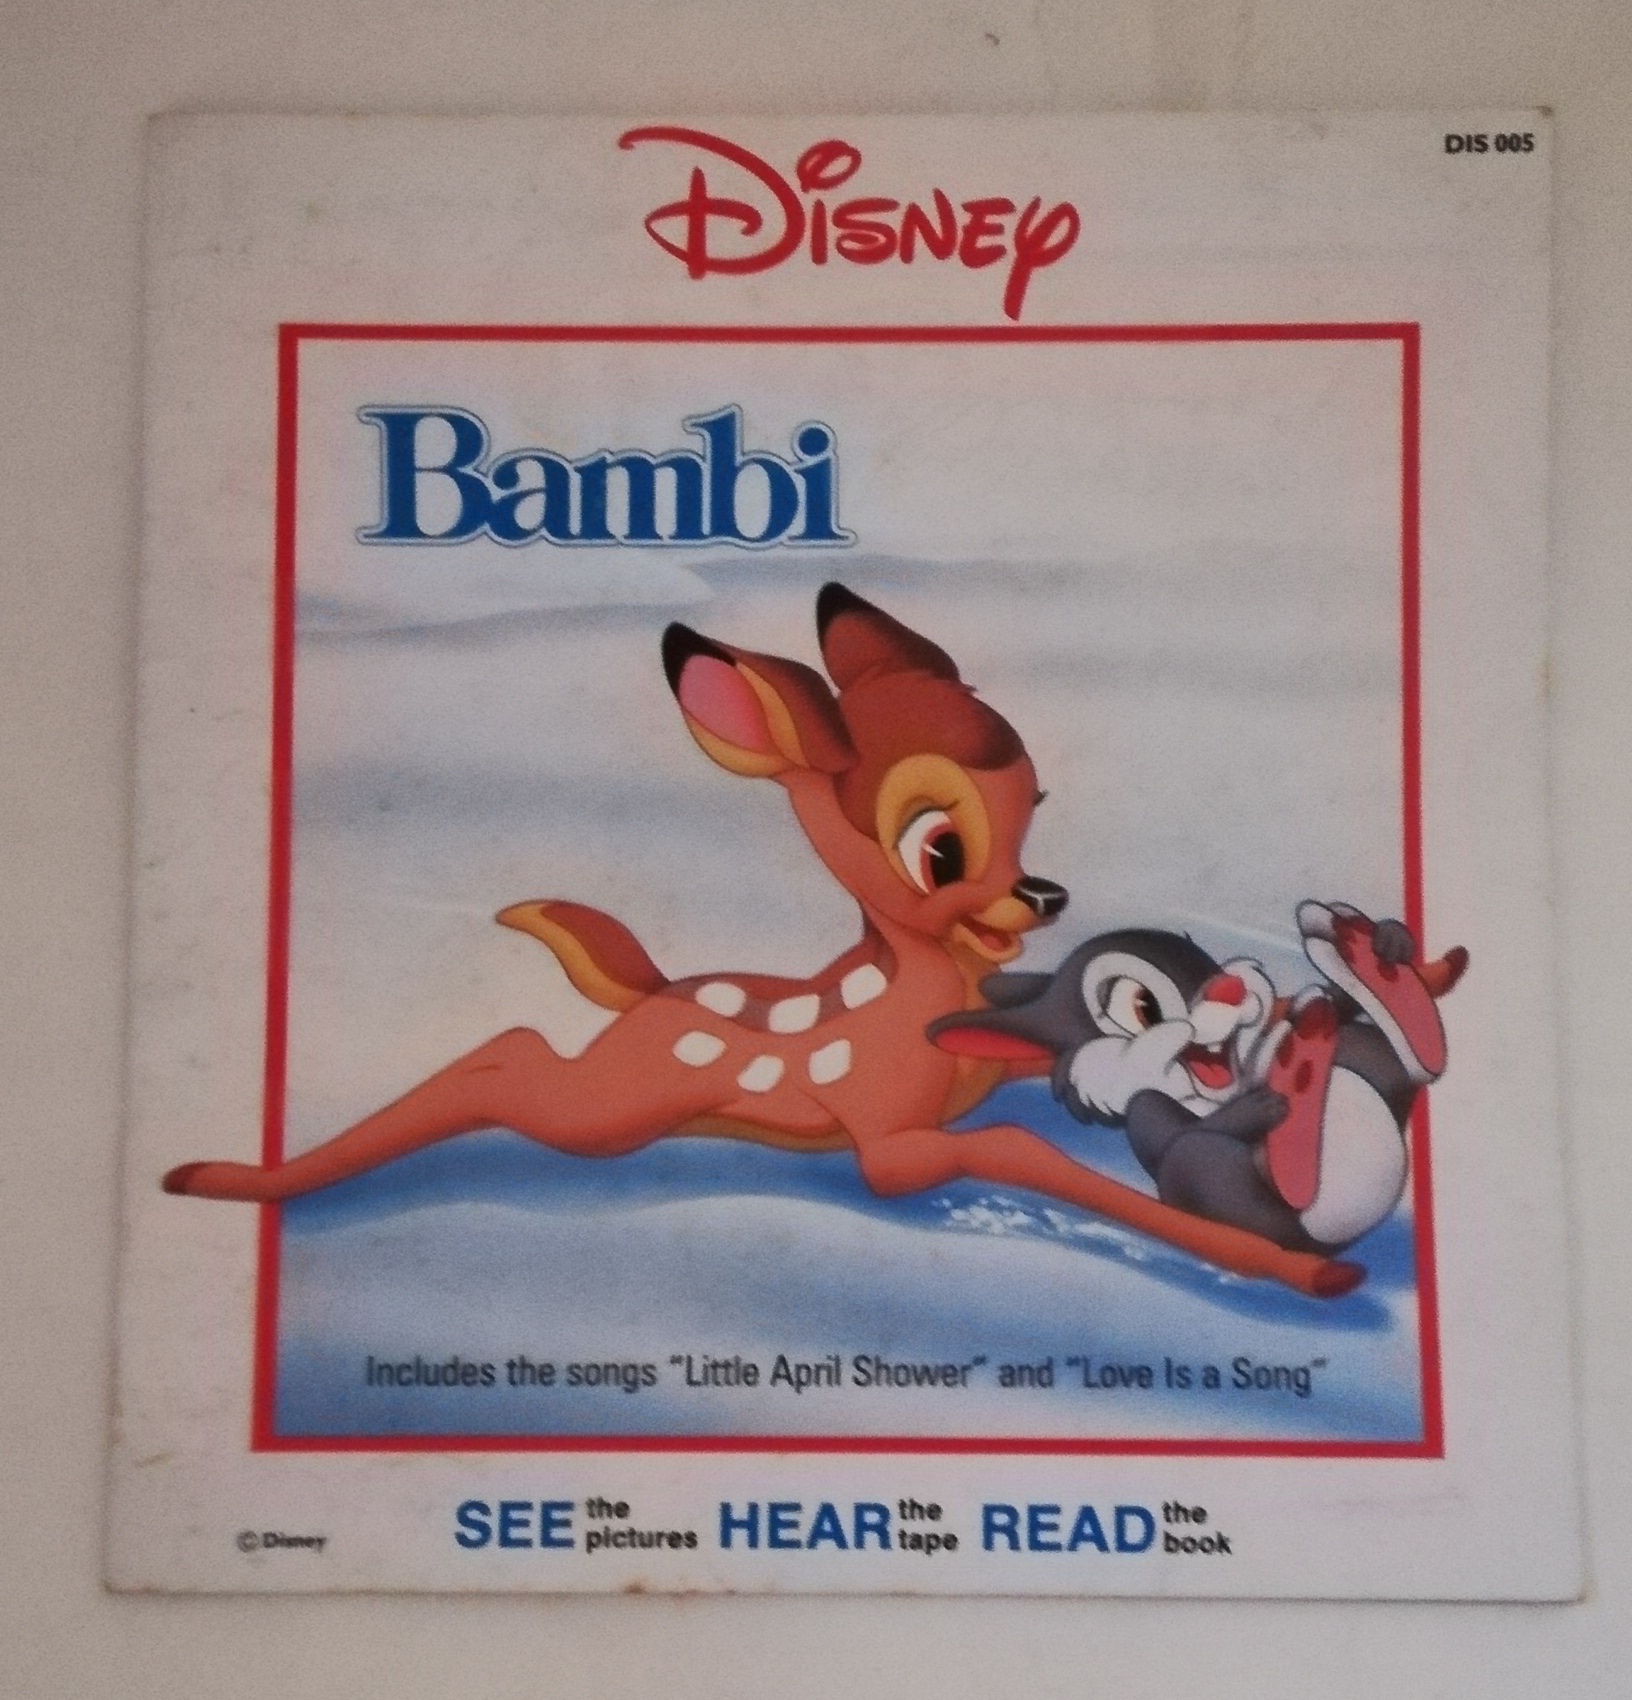 DIS 005
Disney
Bambi
Includes the songs "Little April Shower" and "Love Is a Song"
© Disney
SEE the pictures HEAR the tape READ the book